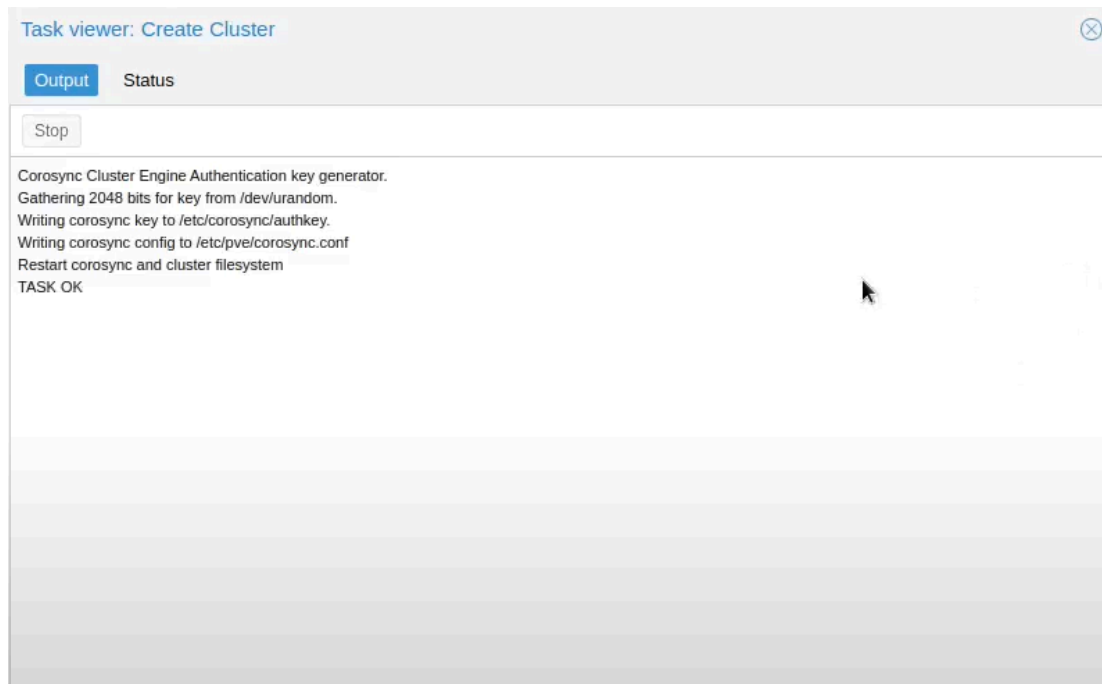 Task viewer: Create Cluster
Output Status
Stop
Corosync Cluster Engine Authentication key generator.
Gathering 2048 bits for key from /dev/urandom.
Writing corosync key to /etc/corosync/authkey.
Writing corosync config to /etc/pve/corosync.conf
Restart corosync and cluster filesystem
TASK OK